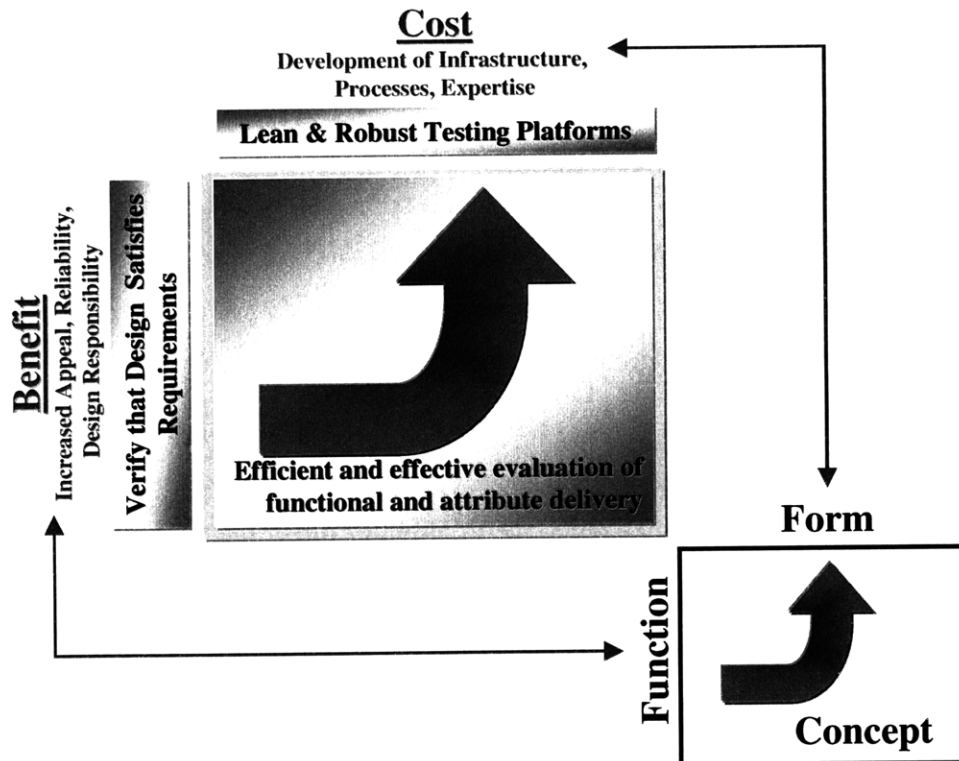 Cost
Development of Infrastructure,
Processes, Expertise
Lean & Robust Testing Platforms
Benefit
Increased Appeal, Reliability,
Design Responsibility
Verify that Design Satisfies
Requirements
Efficient and effective evaluation of
functional and attribute delivery
Form
Function
Concept